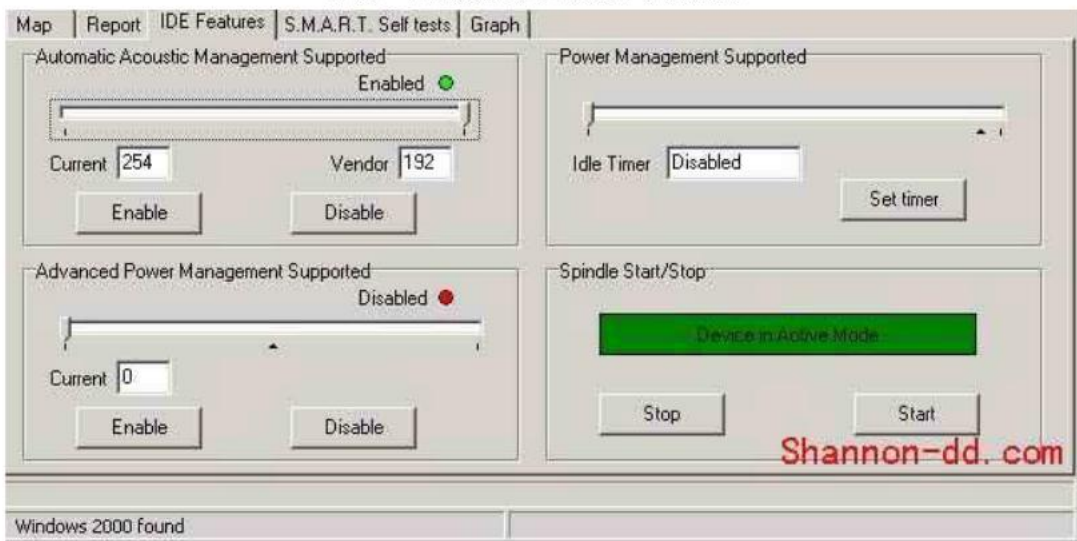 Map Report IDE Features S.M.A.R.T. Self tests Graph
Automatic Acoustic Management Supported
Enabled
Current 254 Vendor 192
Enable Disable
Power Management Supported
Idle Timer Disabled
Set timer
Advanced Power Management Supported
Disabled
Current 0
Enable Disable
Spindle Start/Stop
Device in Active Mode
Stop Start
Shannon-dd.com
Windows 2000 found